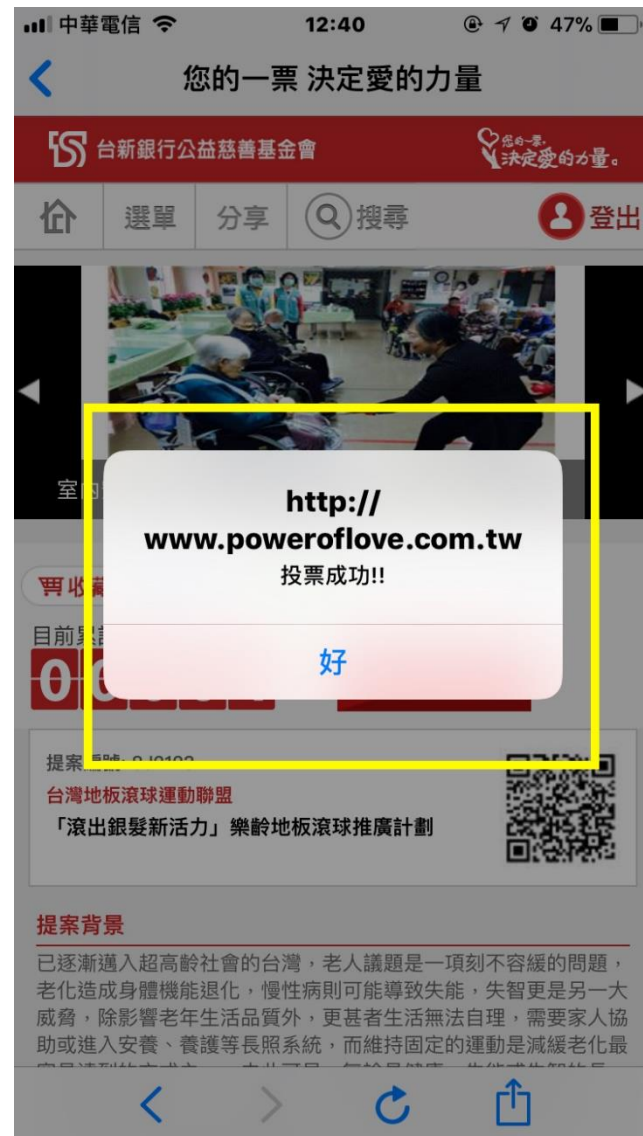 中華電信
12:40
47%
您的一票 決定愛的力量
台新銀行公益慈善基金會
您的一票,
決定愛的力量。
選單
分享
搜尋
登出
室內
http://
www.poweroflove.com.tw
投票成功!!
好
收藏
目前累計
0
提案編號:
台灣地板滾球運動聯盟
「滾出銀髮新活力」樂齡地板滾球推廣計劃
提案背景
已逐漸邁入超高齡社會的台灣,老人議題是一項刻不容緩的問題,
老化造成身體機能退化,慢性病則可能導致失能,失智更是另一大
威脅,除影響老年生活品質外,更甚者生活無法自理,需要家人協
助或進入安養、養護等長照系統,而維持固定的運動是減緩老化最